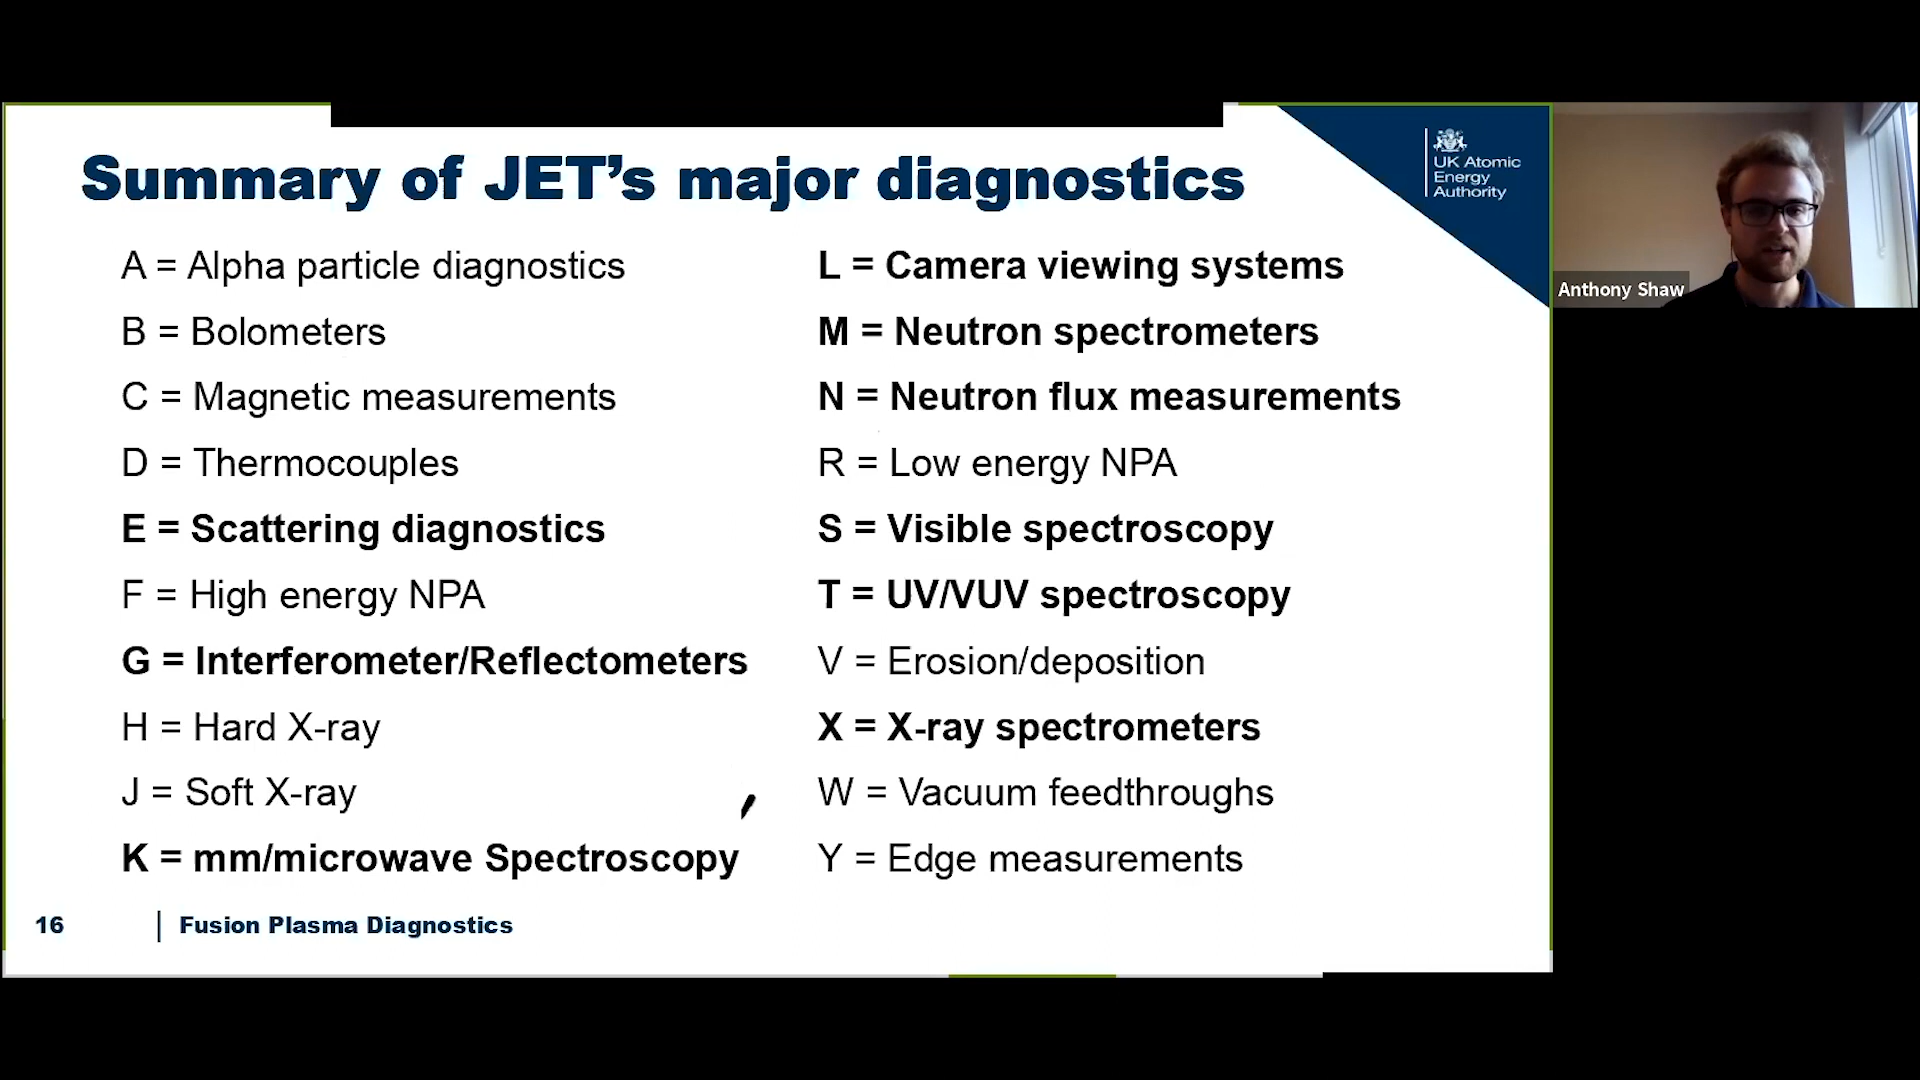 Summary of JET’s major diagnostics
UK Atomic
Energy
Authority
A = Alpha particle diagnostics
B = Bolometers
C = Magnetic measurements
D = Thermocouples
E = Scattering diagnostics
F = High energy NPA
G = Interferometer/Reflectometers
H = Hard X-ray
J = Soft X-ray
K = mm/microwave Spectroscopy
L = Camera viewing systems
M = Neutron spectrometers
N = Neutron flux measurements
R = Low energy NPA
S = Visible spectroscopy
T = UV/VUV spectroscopy
V = Erosion/deposition
X = X-ray spectrometers
W = Vacuum feedthroughs
Y = Edge measurements
16
Fusion Plasma Diagnostics
Anthony Shaw